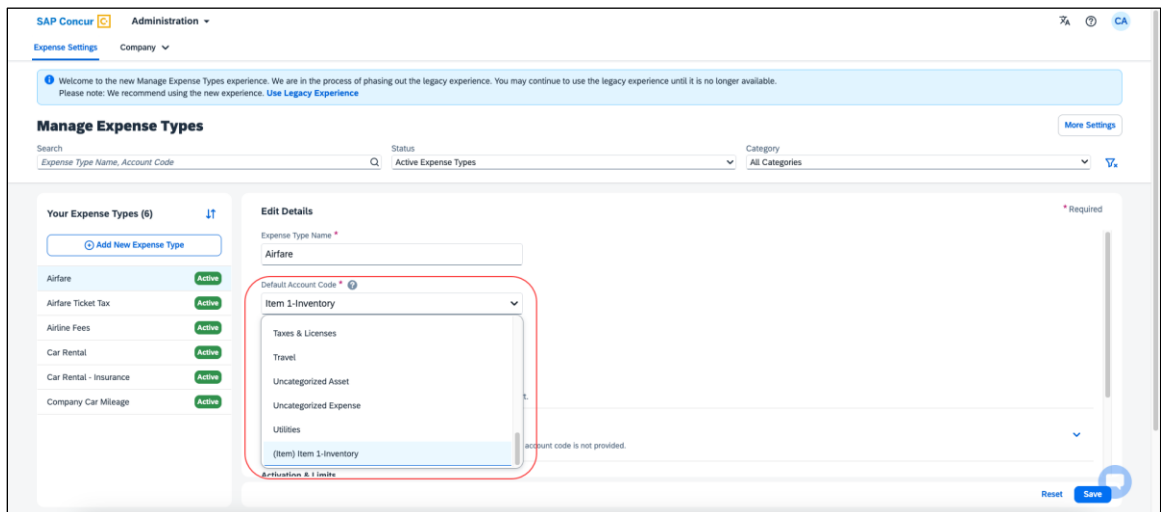 SAP Concur C Administration
CA
Expense Settings Company
Welcome to the new Manage Expense Types experience. We are in the process of phasing out the legacy experience. You may continue to use the legacy experience until it is no longer available.
Please note: We recommend using the new experience. Use Legacy Experience
Manage Expense Types
More Settings
Search
Expense Type Name, Account Code
Status
Active Expense Types
Category
All Categories
Your Expense Types (6)
Add New Expense Type
Airfare Active
Airfare Ticket Tax Active
Airline Fees Active
Car Rental Active
Car Rental - Insurance Active
Company Car Mileage Active
Edit Details
* Required
Expense Type Name *
Airfare
Default Account Code *
Item 1-Inventory
Taxes & Licenses
Travel
Uncategorized Asset
Uncategorized Expense
Utilities
(Item) Item 1-Inventory
t.
account code is not provided.
Activation & Limits
Reset Save